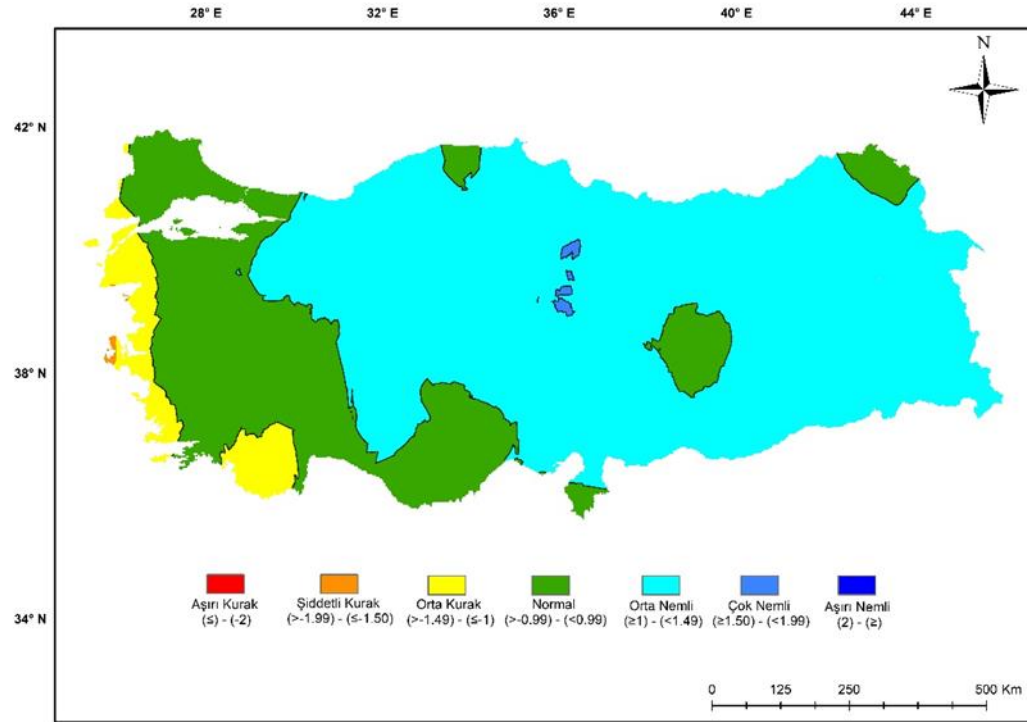 28° E 32° E 36° E 40° E 44° E
N
42° N
38° N
34° N
Aşırı Kurak
(≤) - (-2)
Şiddetli Kurak
(>-1.99) - (≤-1.50)
Orta Kurak
(>-1.49) - (≤-1)
Normal
(>-0.99) - (<0.99)
Orta Nemli
(≥1) - (<1.49)
Çok Nemli
(≥1.50) - (<1.99)
Aşırı Nemli
(2) - (≥)
0 125 250 500 Km